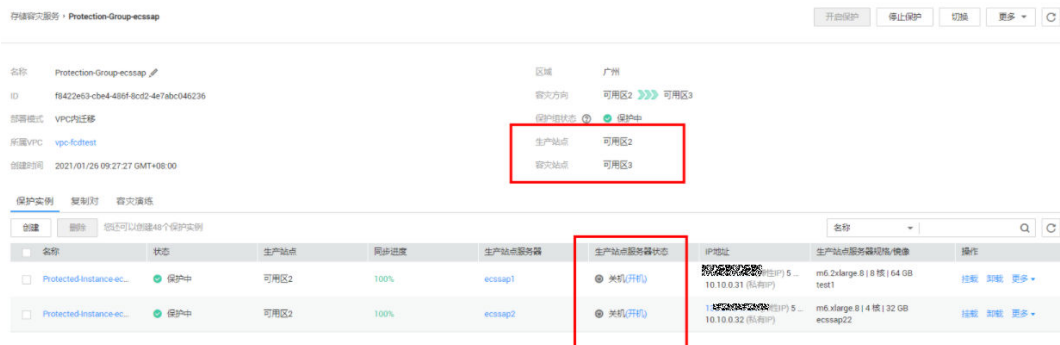 存储容灾服务 › Protection-Group-ecssap
开启保护 停止保护 切换 更多
名称 Protection-Group-ecssap
区域 广州
ID f8422e63-cbe4-486f-8cd2-4e7abc046236
容灾方向 可用区2 可用区3
部署模式 VPC内迁移
保护组状态 保护中
所属VPC vpc-fcdtest
生产站点 可用区2
创建时间 2021/01/26 09:27:27 GMT+08:00
容灾站点 可用区3
保护实例 复制对 容灾演练
创建 删除 您还可以创建48个保护实例
名称
名称 状态 生产站点 同步进度 生产站点服务器 生产站点服务器状态 IP地址 生产站点服务器规格/镜像 操作
Protected-Instance-ec... 保护中 可用区2 100% ecssap1 关机(开机) 性IP) 5 ... 10.10.0.31 (私有IP) m6.2xlarge.8 | 8 核 | 64 GB test1 挂载 卸载 更多
Protected-Instance-ec... 保护中 可用区2 100% ecssap2 关机(开机) 性IP) 5 ... 10.10.0.32 (私有IP) m6.xlarge.8 | 4 核 | 32 GB ecssap22 挂载 卸载 更多